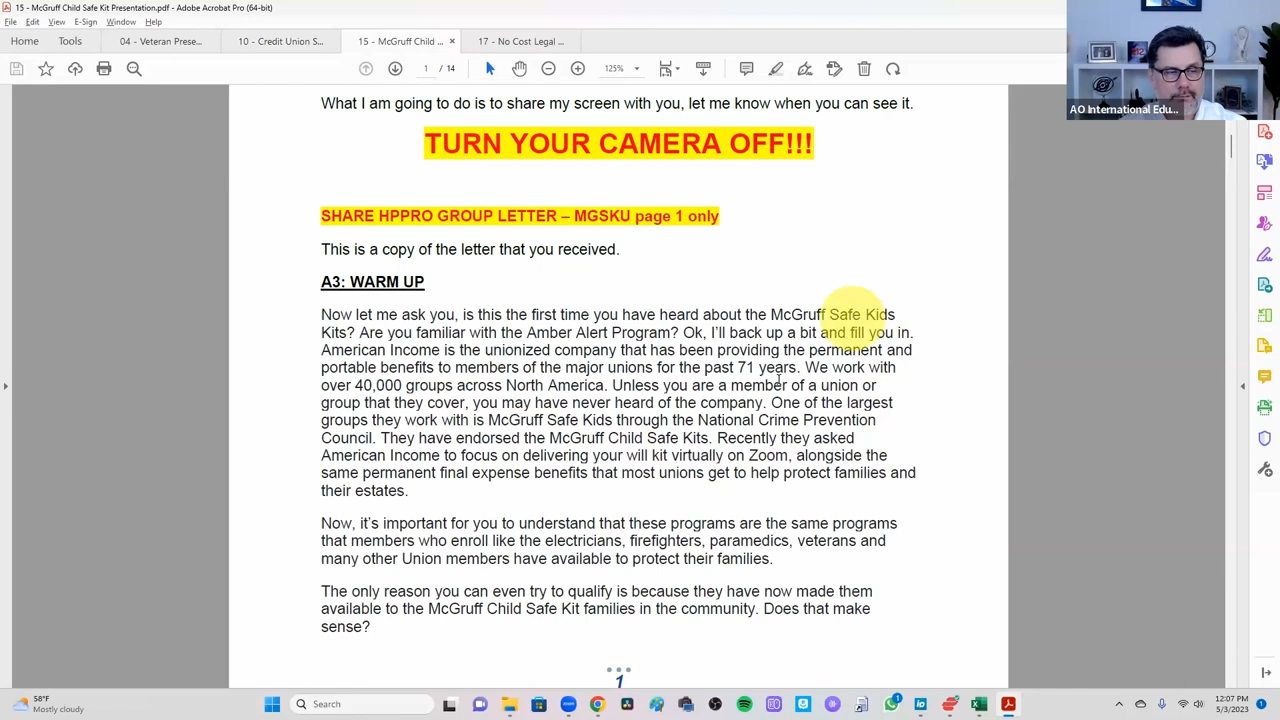 15 - McGruff Child Safe Kit Presentation.pdf - Adobe Acrobat Pro (64-bit)
File Edit View E-Sign Window Help
Home Tools 04 - Veteran Prese... 10 - Credit Union S... 15 - McGruff Child ... × 17 - No Cost Legal ...
1 14 125%
AO International Edu...
What I am going to do is to share my screen with you, let me know when you can see it.
TURN YOUR CAMERA OFF!!!
SHARE HPPRO GROUP LETTER – MGSKU page 1 only
This is a copy of the letter that you received.
A3: WARM UP
Now let me ask you, is this the first time you have heard about the McGruff Safe Kids
Kits? Are you familiar with the Amber Alert Program? Ok, I'll back up a bit and fill you in.
American Income is the unionized company that has been providing the permanent and
portable benefits to members of the major unions for the past 71 years. We work with
over 40,000 groups across North America. Unless you are a member of a union or
group that they cover, you may have never heard of the company. One of the largest
groups they work with is McGruff Safe Kids through the National Crime Prevention
Council. They have endorsed the McGruff Child Safe Kits. Recently they asked
American Income to focus on delivering your will kit virtually on Zoom, alongside the
same permanent final expense benefits that most unions get to help protect families and
their estates.
Now, it's important for you to understand that these programs are the same programs
that members who enroll like the electricians, firefighters, paramedics, veterans and
many other Union members have available to protect their families.
The only reason you can even try to qualify is because they have now made them
available to the McGruff Child Safe Kit families in the community. Does that make
sense?
1
58°F
Mostly cloudy
Search
12:07 PM
5/3/2023